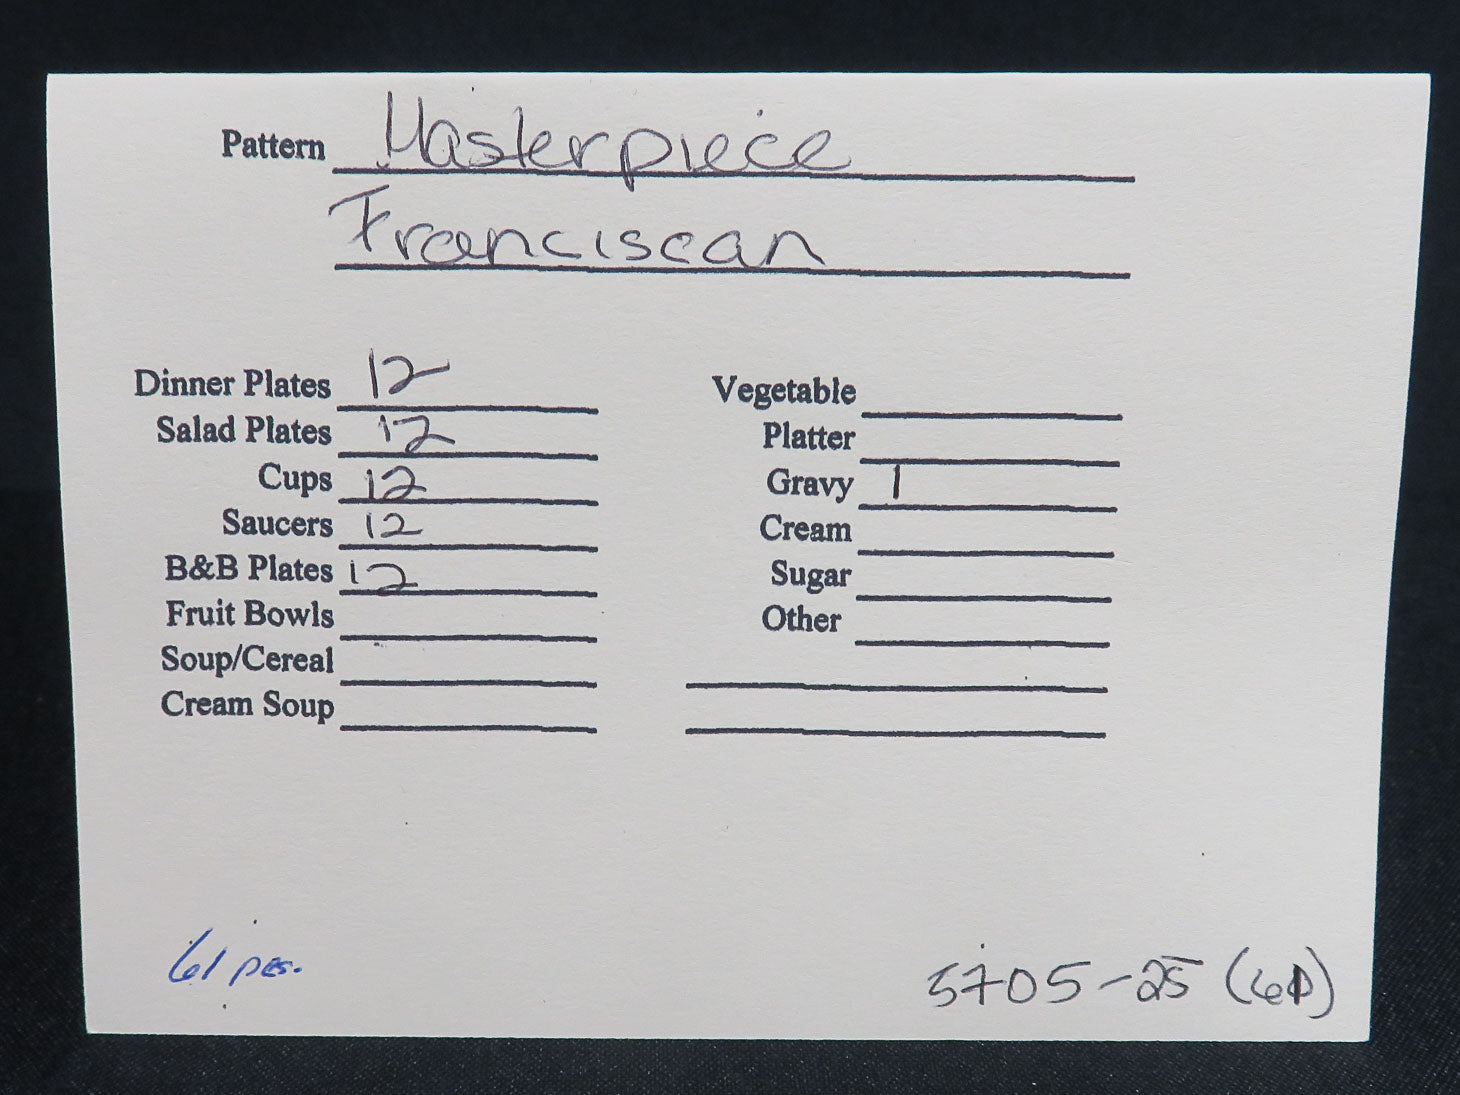 Pattern Masterpiece
Franciscan
Dinner Plates 12
Salad Plates 12
Cups 12
Saucers 12
B&B Plates 12
Fruit Bowls
Soup/Cereal
Cream Soup
Vegetable
Platter
Gravy 1
Cream
Sugar
Other
61 pcs.
5705-25 (61)